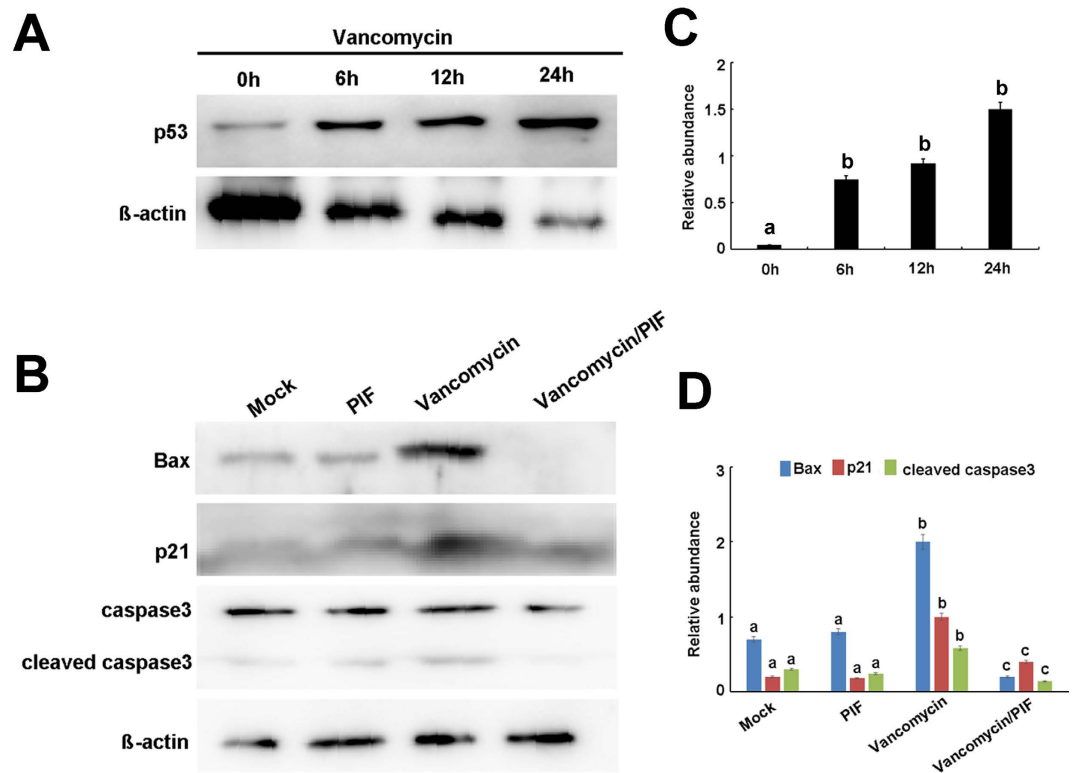 A
Vancomycin
0h 6h 12h 24h
p53
ß-actin
C
Relative abundance
2
1.5
1
0.5
0
a b b b
0h 6h 12h 24h
B
Mock PIF Vancomycin Vancomycin/PIF
Bax
p21
caspase3
cleaved caspase3
ß-actin
D
Relative abundance
3
2
1
0
Bax p21 cleaved caspase3
a a a a a a b b b c c c
Mock PIF Vancomycin Vancomycin/PIF